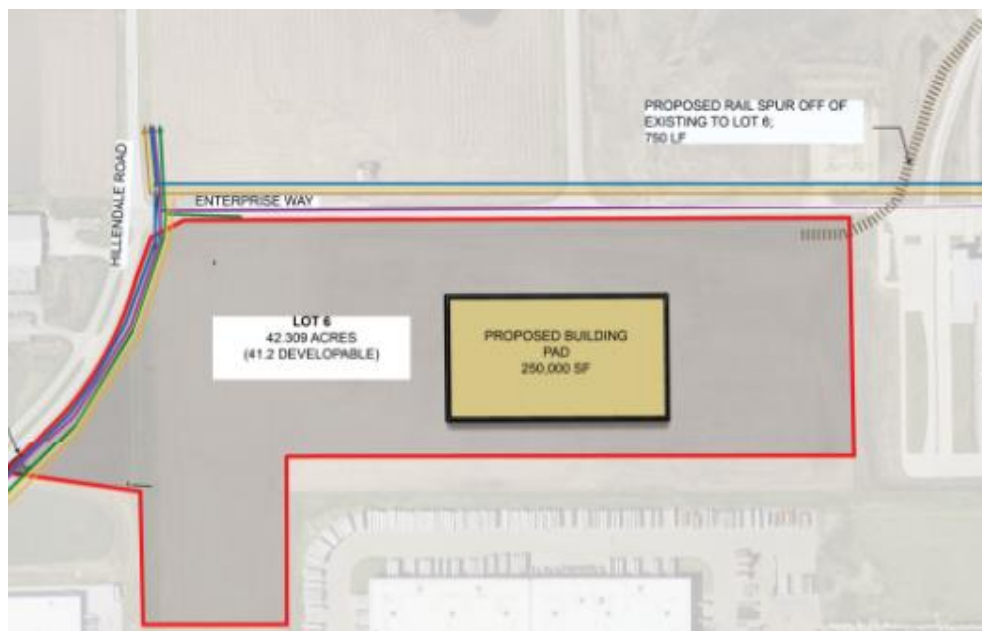 PROPOSED RAIL SPUR OFF OF
EXISTING TO LOT 6;
750 LF
HILLENDALE ROAD
ENTERPRISE WAY
LOT 6
42.309 ACRES
(41.2 DEVELOPABLE)
PROPOSED BUILDING
PAD
250,000 SF